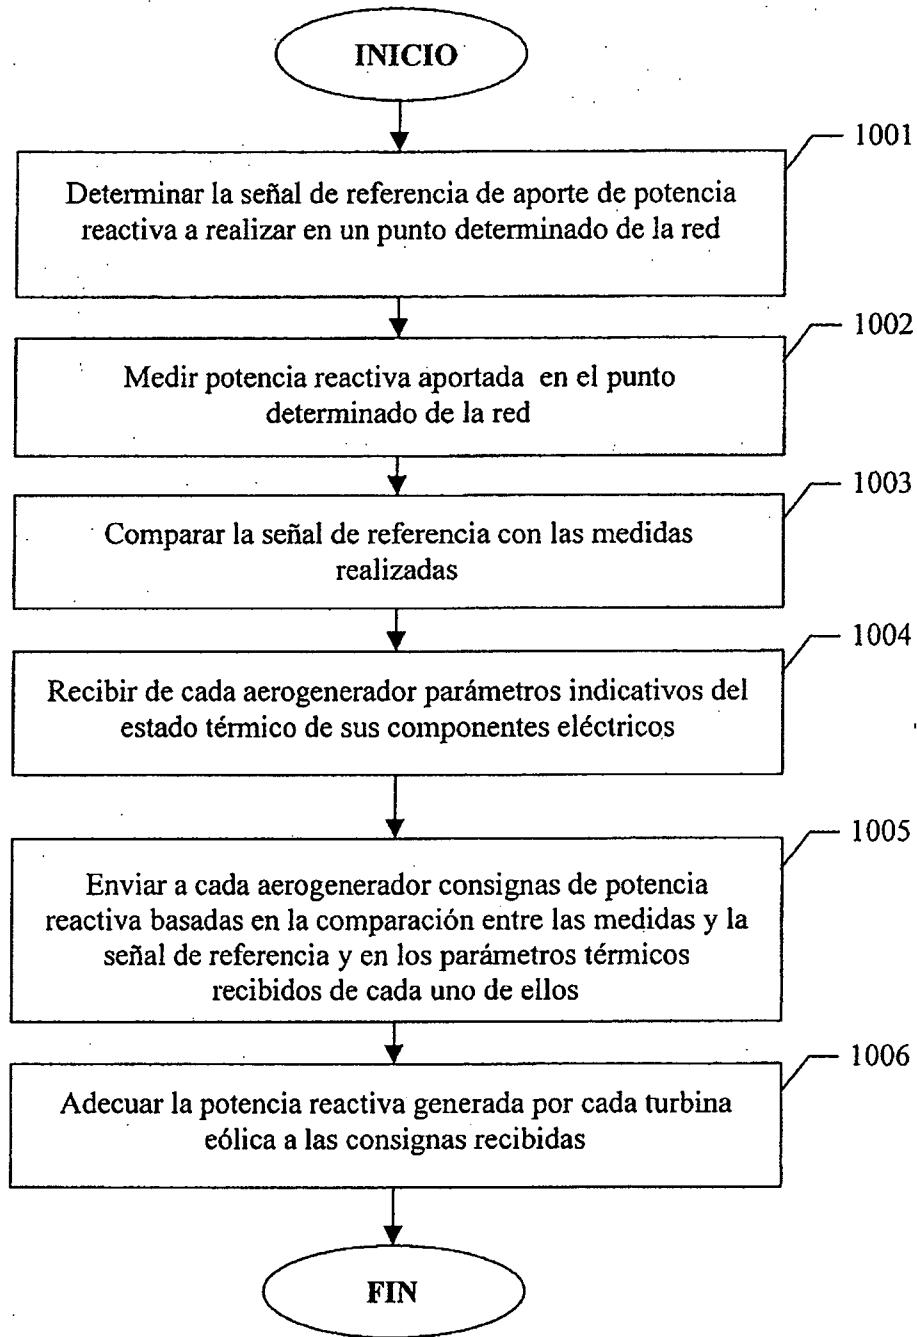 INICIO
1001
Determinar la señal de referencia de aporte de potencia
reactiva a realizar en un punto determinado de la red
1002
Medir potencia reactiva aportada en el punto
determinado de la red
1003
Comparar la señal de referencia con las medidas
realizadas
1004
Recibir de cada aerogenerador parámetros indicativos del
estado térmico de sus componentes eléctricos
1005
Enviar a cada aerogenerador consignas de potencia
reactiva basadas en la comparación entre las medidas y la
señal de referencia y en los parámetros térmicos
recibidos de cada uno de ellos
1006
Adecuar la potencia reactiva generada por cada turbina
eólica a las consignas recibidas
FIN